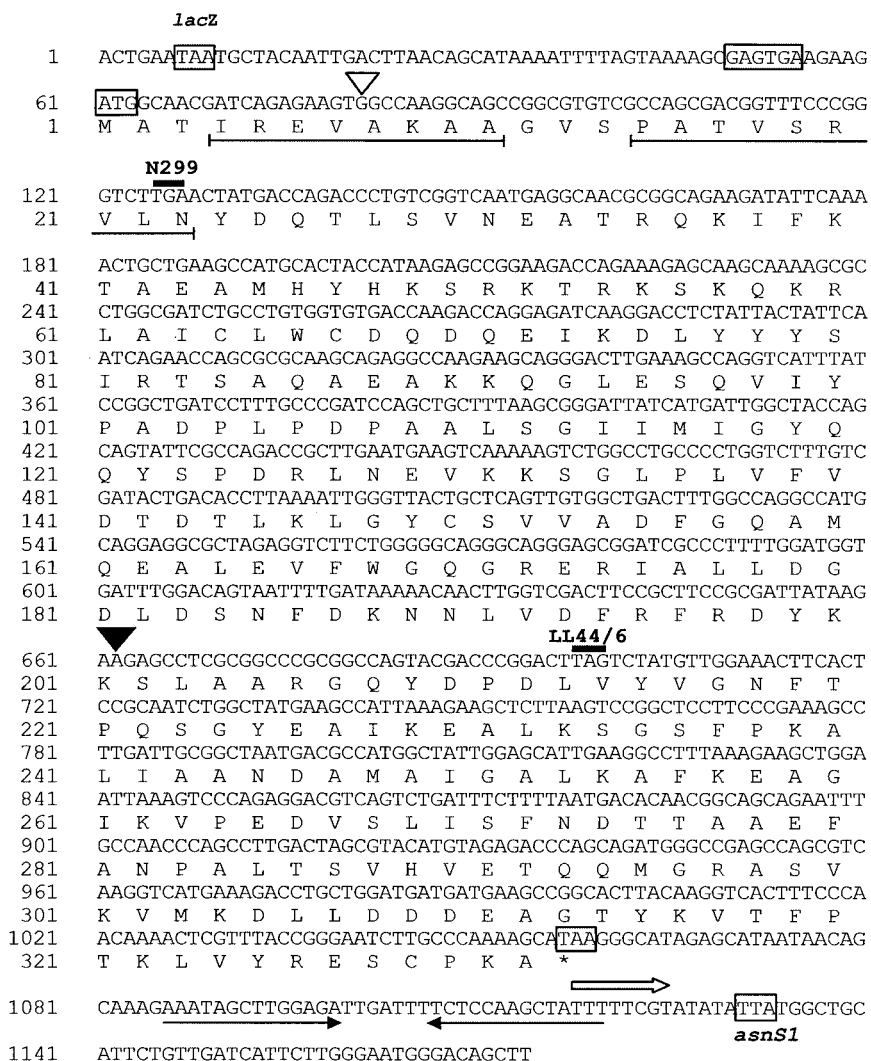 lacZ
1 ACTGAATAATGCTACAATTGACTTAACAGCATAAAATTTTAGTAAAAGCGAGTGAAGAAG
61 ATGGCAACGATCAGAGAAGTGGCCAAGGCAGCCGGCGTGTCGCCAGCGACGGTTTCCCGG
1 M A T I R E V A K A A G V S P A T V S R
N299
121 GTCTTGAACTATGACCAGACCCTGTCGGTCAATGAGGCAACGCGGCAGAAGATATTCAAA
21 V L N Y D Q T L S V N E A T R Q K I F K
181 ACTGCTGAAGCCATGCACTACCATAAGAGCCGGAAGACCAGAAAGAGCAAGCAAAAGCGC
41 T A E A M H Y H K S R K T R K S K Q K R
241 CTGGCGATCTGCCTGTGGTGTGACCAAGACCAGGAGATCAAGGACCTCTATTACTATTCA
61 L A I C L W C D Q D Q E I K D L Y Y Y S
301 ATCAGAACCAGCGCGCAAGCAGAGGCCAAGAAGCAGGGACTTGAAAGCCAGGTCATTTAT
81 I R T S A Q A E A K K Q G L E S Q V I Y
361 CCGGCTGATCCTTTGCCCGATCCAGCTGCTTTAAGCGGGATTATCATGATTGGCTACCAG
101 P A D P L P D P A A L S G I I M I G Y Q
421 CAGTATTCGCCAGACCGCTTGAATGAAGTCAAAAAGTCTGGCCTGCCCCTGGTCTTTGTC
121 Q Y S P D R L N E V K K S G L P L V F V
481 GATACTGACACCTTAAAATTGGGTTACTGCTCAGTTGTGGCTGACTTTGGCCAGGCCATG
141 D T D T L K L G Y C S V V A D F G Q A M
541 CAGGAGGCGCTAGAGGTCTTCTGGGGGCAGGGCAGGGAGCGGATCGCCCTTTTGGATGGT
161 Q E A L E V F W G Q G R E R I A L L D G
601 GATTTGGACAGTAATTTTGATAAAAACAACTTGGTCGACTTCCGCTTCCGCGATTATAAG
181 D L D S N F D K N N L V D F R F R D Y K
LL44/6
661 AAGAGCCTCGCGGCCCGCGGCCAGTACGACCCGGACTTAGTCTATGTTGGAAACTTCACT
201 K S L A A R G Q Y D P D L V Y V G N F T
721 CCGCAATCTGGCTATGAAGCCATTAAAGAAGCTCTTAAGTCCGGCTCCTTCCCGAAAGCC
221 P Q S G Y E A I K E A L K S G S F P K A
781 TTGATTGCGGCTAATGACGCCATGGCTATTGGAGCATTGAAGGCCTTTAAAGAAGCTGGA
241 L I A A N D A M A I G A L K A F K E A G
841 ATTAAAGTCCCAGAGGACGTCAGTCTGATTTCTTTTAATGACACAACGGCAGCAGAATTT
261 I K V P E D V S L I S F N D T T A A E F
901 GCCAACCCAGCCTTGACTAGCGTACATGTAGAGACCCAGCAGATGGGCCGAGCCAGCGTC
281 A N P A L T S V H V E T Q Q M G R A S V
961 AAGGTCATGAAAGACCTGCTGGATGATGATGAAGCCGGCACTTACAAGGTCACTTTCCCA
301 K V M K D L L D D D E A G T Y K V T F P
1021 ACAAAACTCGTTTACCGGGAATCTTGCCCAAAAGCATAAGGGCATAGAGCATAATAACAG
321 T K L V Y R E S C P K A *
1081 CAAAGAAATAGCTTGGAGATTGATTTTCTCCAAGCTATTTTTCGTATATATTATGGCTGC
asnS1
1141 ATTCTGTTGATCATTCTTGGGAATGGGACAGCTT